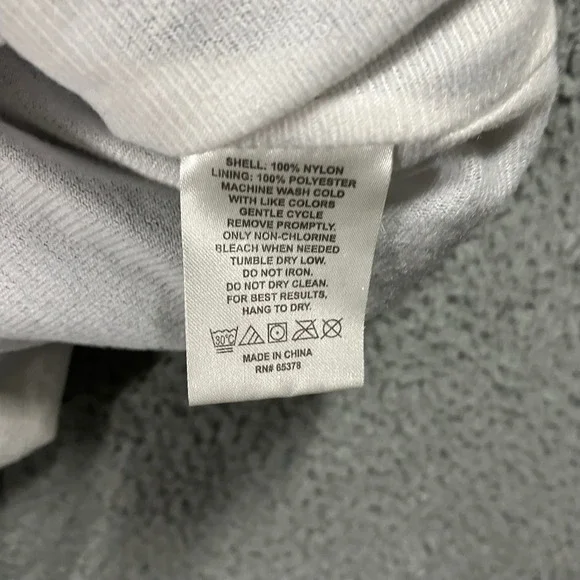 SHELL: 100% NYLON
LINING: 100% POLYESTER
MACHINE WASH COLD
WITH LIKE COLORS
GENTLE CYCLE
REMOVE PROMPTLY.
ONLY NON-CHLORINE
BLEACH WHEN NEEDED
TUMBLE DRY LOW.
DO NOT IRON.
DO NOT DRY CLEAN.
FOR BEST RESULTS,
HANG TO DRY.
30°C
MADE IN CHINA
RN# 65378